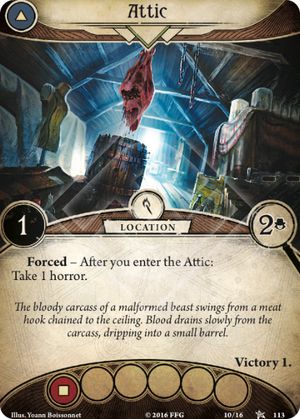 Attic
1
LOCATION
2
Forced – After you enter the Attic:
Take 1 horror.
The bloody carcass of a malformed beast swings from a meat
hook chained to the ceiling. Blood drains slowly from the
carcass, dripping into a small barrel.
Victory 1.
Illus. Yoann Boissonnet
© 2016 FFG
10/16
113